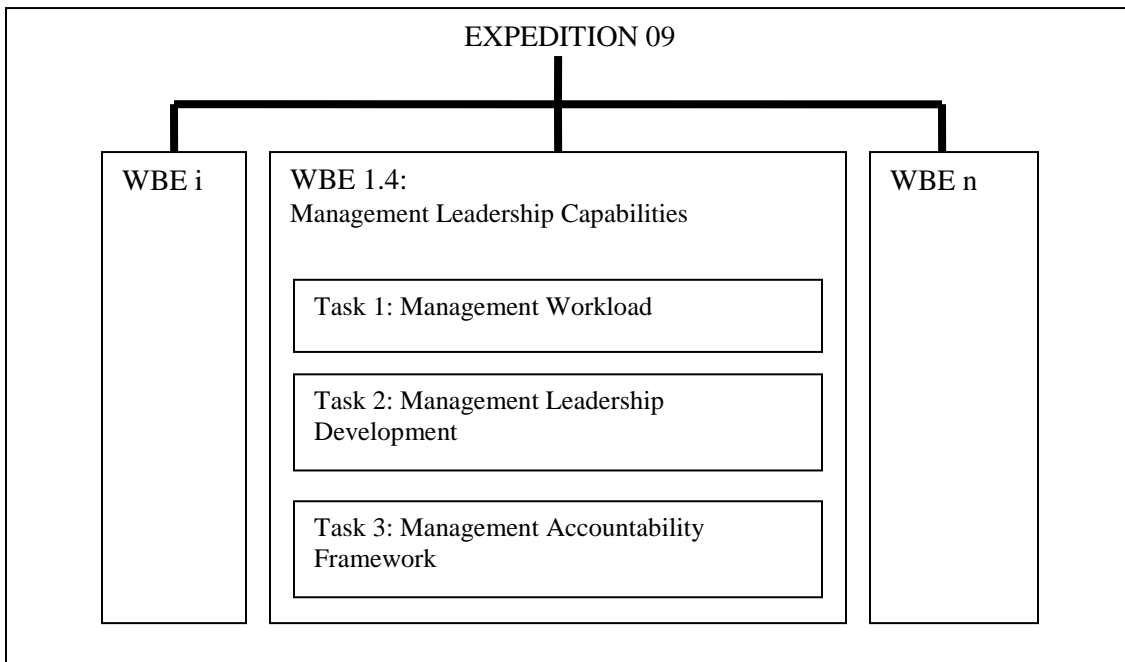 EXPEDITION 09
WBE i
WBE 1.4:
Management Leadership Capabilities
Task 1: Management Workload
Task 2: Management Leadership
Development
Task 3: Management Accountability
Framework
WBE n